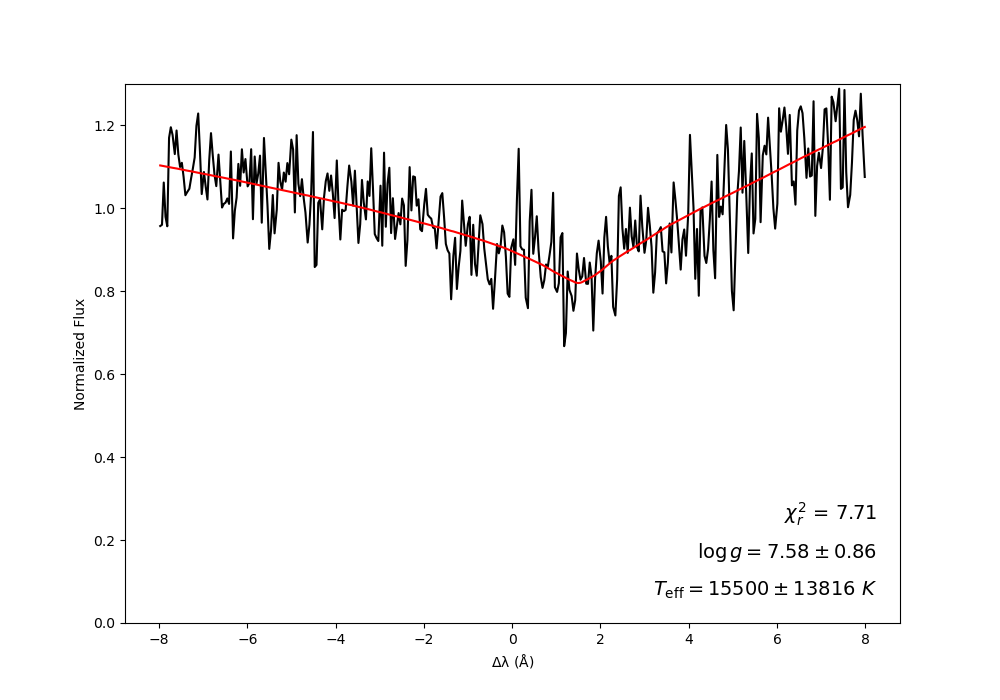 1.2
1.0
0.8
0.6
0.4
0.2
0.0
Normalized Flux
χ²ᵣ = 7.71
log g = 7.58 ± 0.86
T_eff = 15500 ± 13816 K
−8 −6 −4 −2 0 2 4 6 8
Δλ (Å)